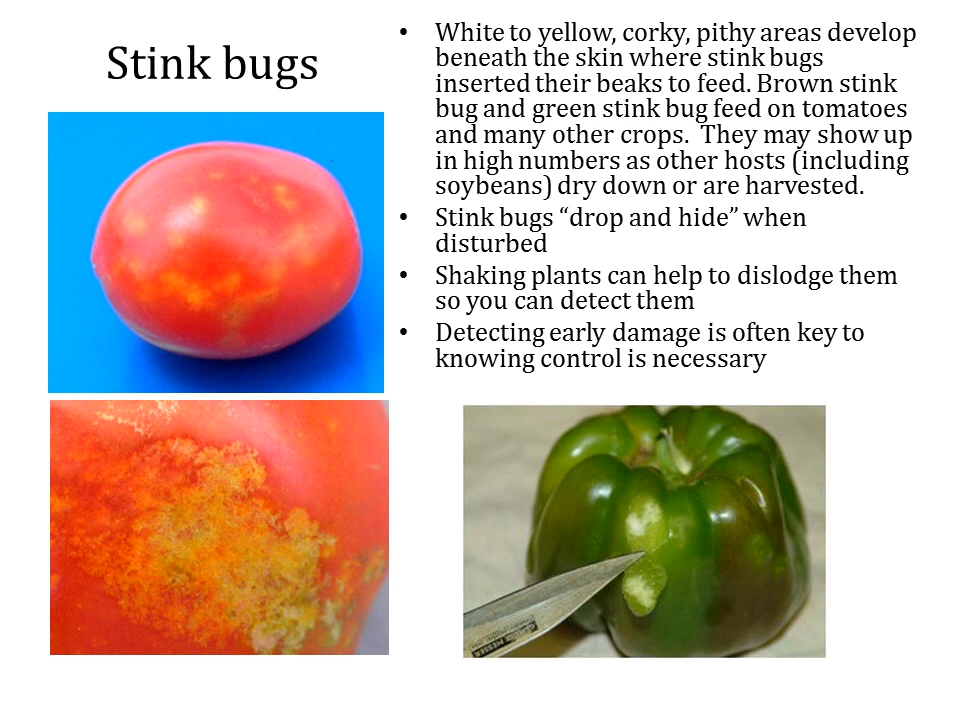 Stink bugs
• White to yellow, corky, pithy areas develop
beneath the skin where stink bugs
inserted their beaks to feed. Brown stink
bug and green stink bug feed on tomatoes
and many other crops.  They may show up
in high numbers as other hosts (including
soybeans) dry down or are harvested.
• Stink bugs “drop and hide” when
disturbed
• Shaking plants can help to dislodge them
so you can detect them
• Detecting early damage is often key to
knowing control is necessary